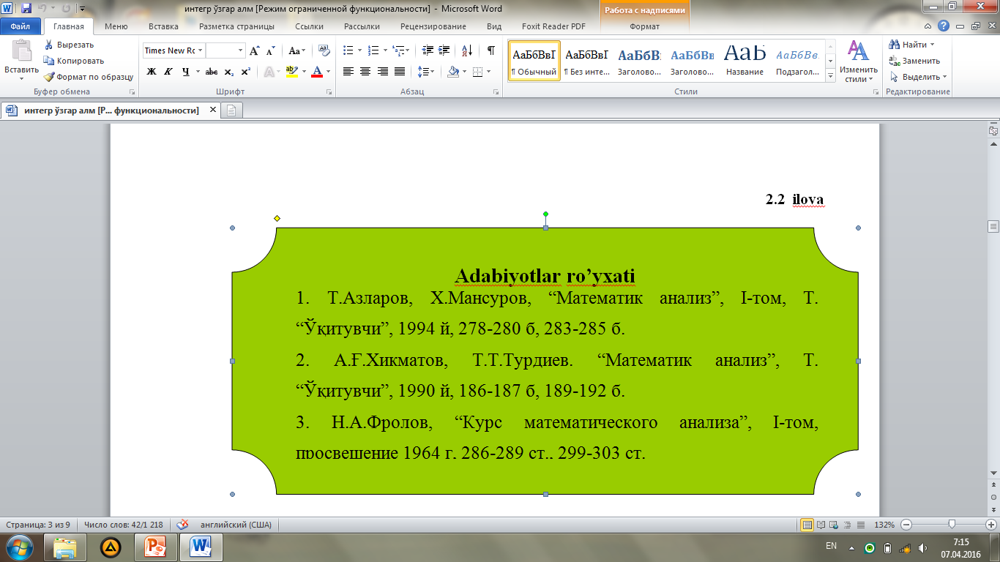 интегр ўзгар алм [Режим ограниченной функциональности] - Microsoft Word
Работа с надписями
Файл Главная Меню Вставка Разметка страницы Ссылки Рассылки Рецензирование Вид Foxit Reader PDF Формат
Вставить
Вырезать
Копировать
Формат по образцу
Буфер обмена
Times New Ro
Ж К Ч abc x₂ x²
Шрифт
Абзац
АаБбВвІ АаБбВвІ АаБбВ АаБбВв АаБ АаБбВв.
¶ Обычный ¶ Без инте... Заголово... Заголово... Название Подзагол...
Стили
Изменить стили
Найти
Заменить
Выделить
Редактирование
интегр ўзгар алм [Р... функциональности]
2.2 ilova
Adabiyotlar ro’yxati
1. Т.Азларов, Х.Мансуров, “Математик анализ”, I-том, Т.
“Ўқитувчи”, 1994 й, 278-280 б, 283-285 б.
2. А.Ғ.Хикматов, Т.Т.Турдиев. “Математик анализ”, Т.
“Ўқитувчи”, 1990 й, 186-187 б, 189-192 б.
3. Н.А.Фролов, “Курс математического анализа”, I-том,
просвешение 1964 г, 286-289 ст., 299-303 ст.
Страница: 3 из 9 Число слов: 42/1 218 английский (США) 132%
EN 7:15
07.04.2016